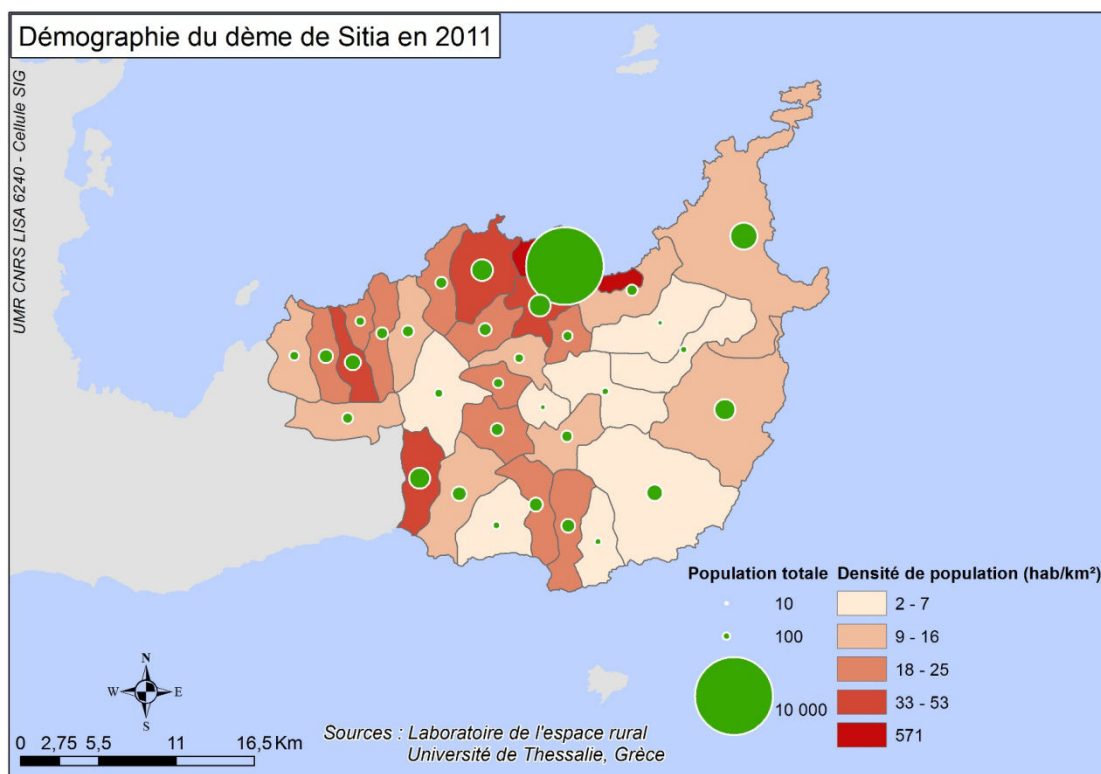 Démographie du dème de Sitia en 2011
UMR CNRS LISA 6240 - Cellule SIG
Population totale
10
100
10 000
Densité de population (hab/km²)
2 - 7
9 - 16
18 - 25
33 - 53
571
N
W E
S
0 2,75 5,5 11 16,5 Km
Sources : Laboratoire de l'espace rural
Université de Thessalie, Grèce